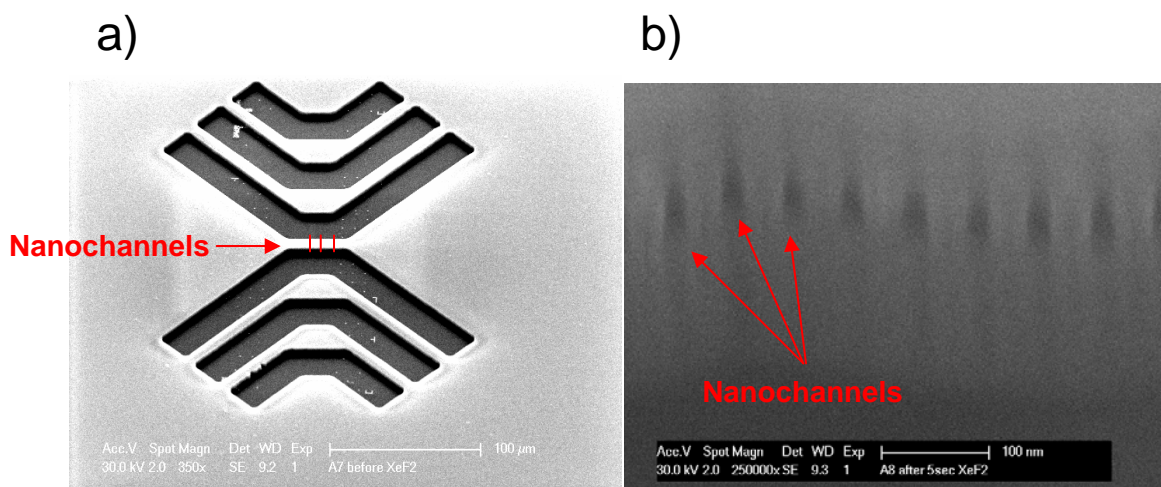 a)
b)
Nanochannels
Nanochannels
Acc.V Spot Magn Det WD Exp 100 µm
30.0 kV 2.0 350x SE 9.2 1 A7 before XeF2
Acc.V Spot Magn Det WD Exp 100 nm
30.0 kV 2.0 250000x SE 9.3 1 A8 after 5sec XeF2